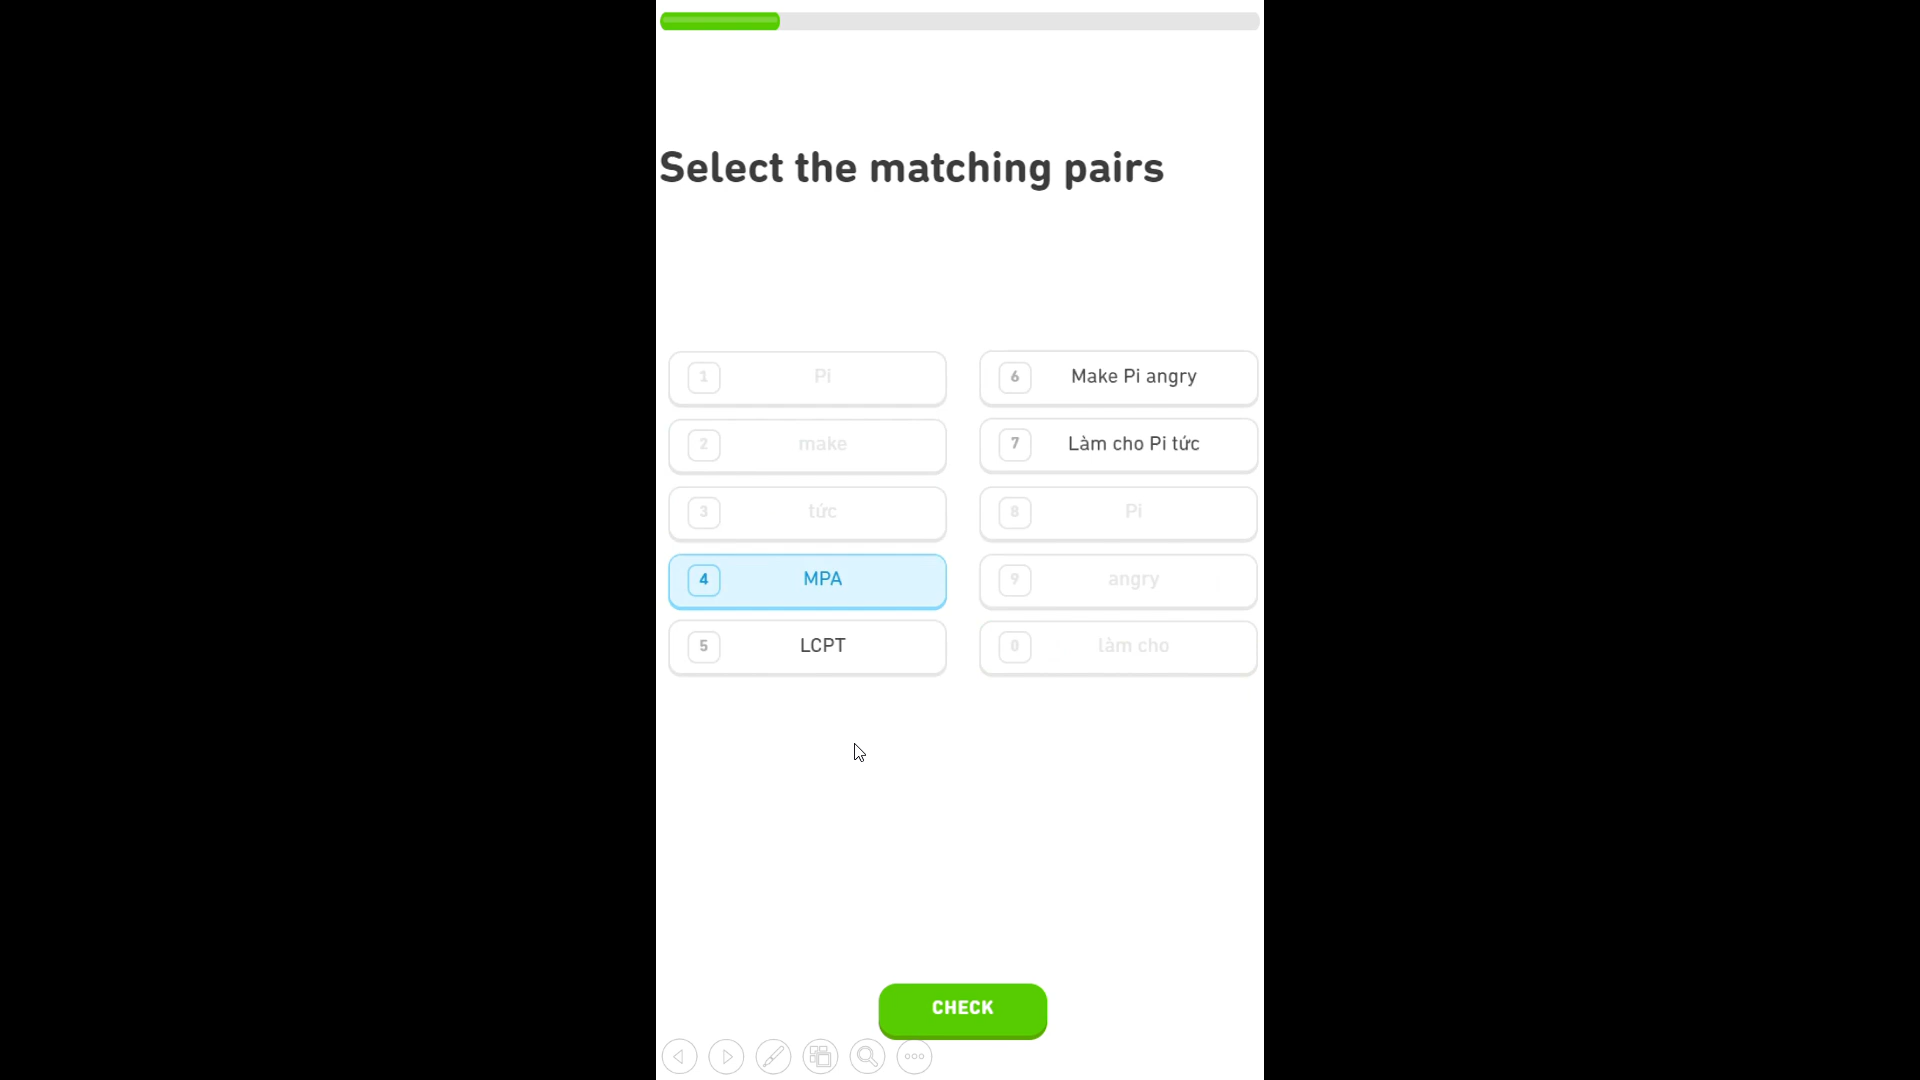 Select the matching pairs
1 Pi
6 Make Pi angry
2 make
7 Làm cho Pi tức
3 tức
8 Pi
4 MPA
9 angry
5 LCPT
0 làm cho
CHECK